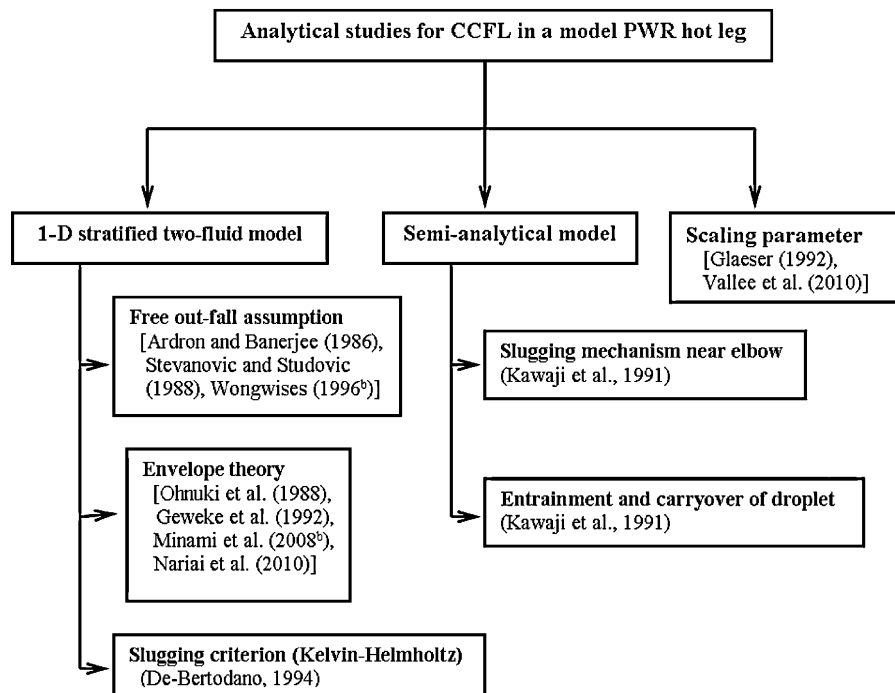 Analytical studies for CCFL in a model PWR hot leg
1-D stratified two-fluid model
Semi-analytical model
Scaling parameter
[Glaeser (1992),
Vallee et al. (2010)]
Free out-fall assumption
[Ardron and Banerjee (1986),
Stevanovic and Studovic
(1988), Wongwises (1996ᵇ)]
Slugging mechanism near elbow
(Kawaji et al., 1991)
Envelope theory
[Ohnuki et al. (1988),
Geweke et al. (1992),
Minami et al. (2008ᵇ),
Nariai et al. (2010)]
Entrainment and carryover of droplet
(Kawaji et al., 1991)
Slugging criterion (Kelvin-Helmholtz)
(De-Bertodano, 1994)